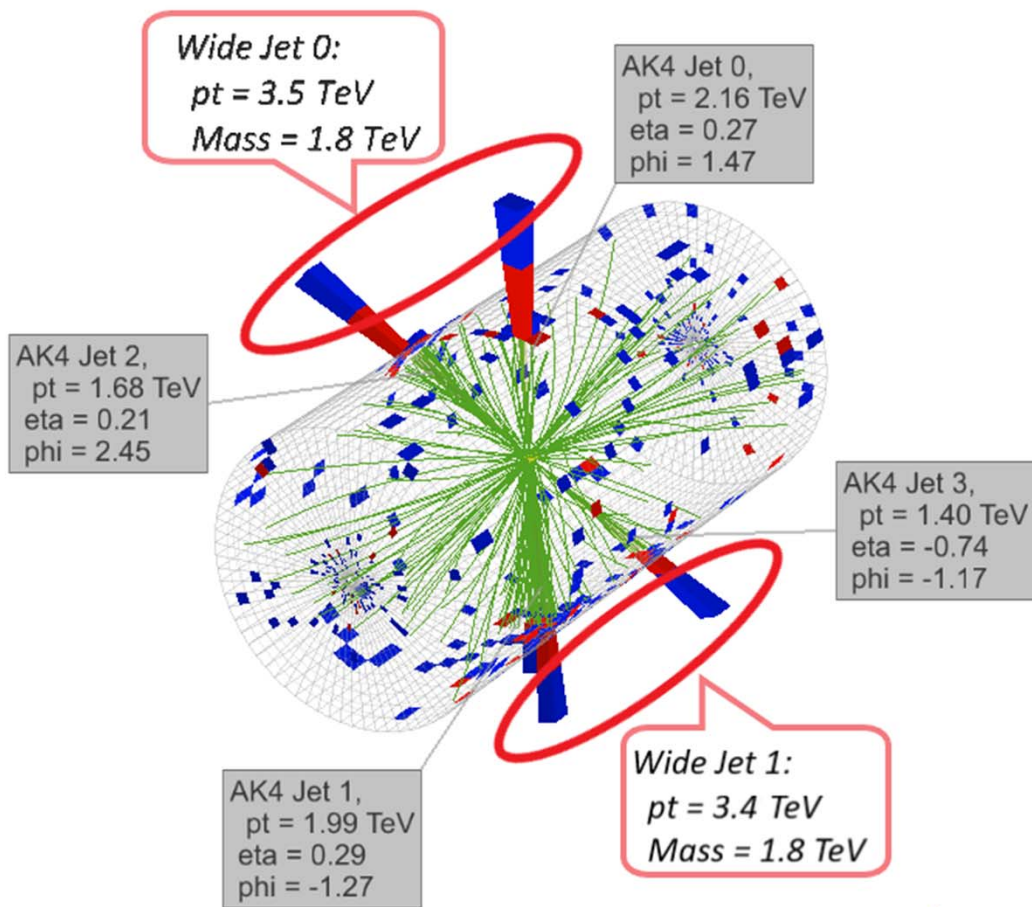 Wide Jet 0:
pt = 3.5 TeV
Mass = 1.8 TeV
AK4 Jet 0,
pt = 2.16 TeV
eta = 0.27
phi = 1.47
AK4 Jet 2,
pt = 1.68 TeV
eta = 0.21
phi = 2.45
AK4 Jet 3,
pt = 1.40 TeV
eta = -0.74
phi = -1.17
Wide Jet 1:
pt = 3.4 TeV
Mass = 1.8 TeV
AK4 Jet 1,
pt = 1.99 TeV
eta = 0.29
phi = -1.27